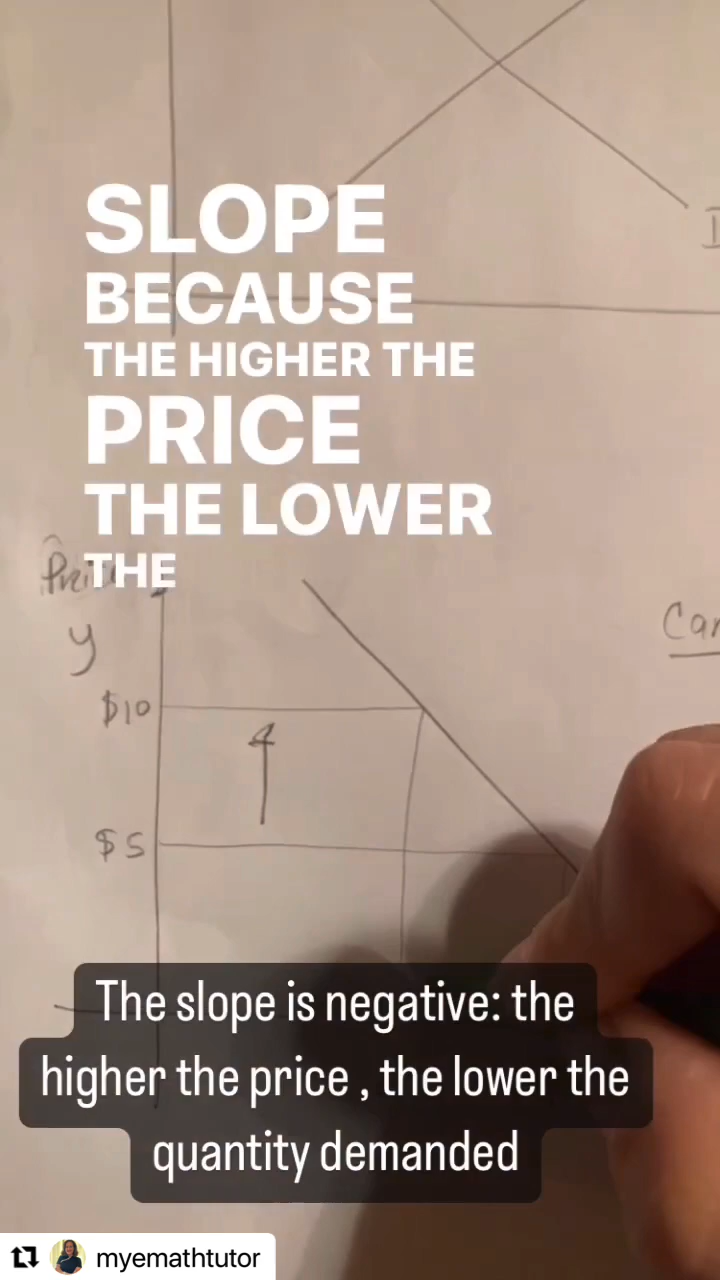 SLOPE
BECAUSE
THE HIGHER THE
PRICE
THE LOWER
THE
y
$10
$5
The slope is negative: the
higher the price , the lower the
quantity demanded
myemathtutor